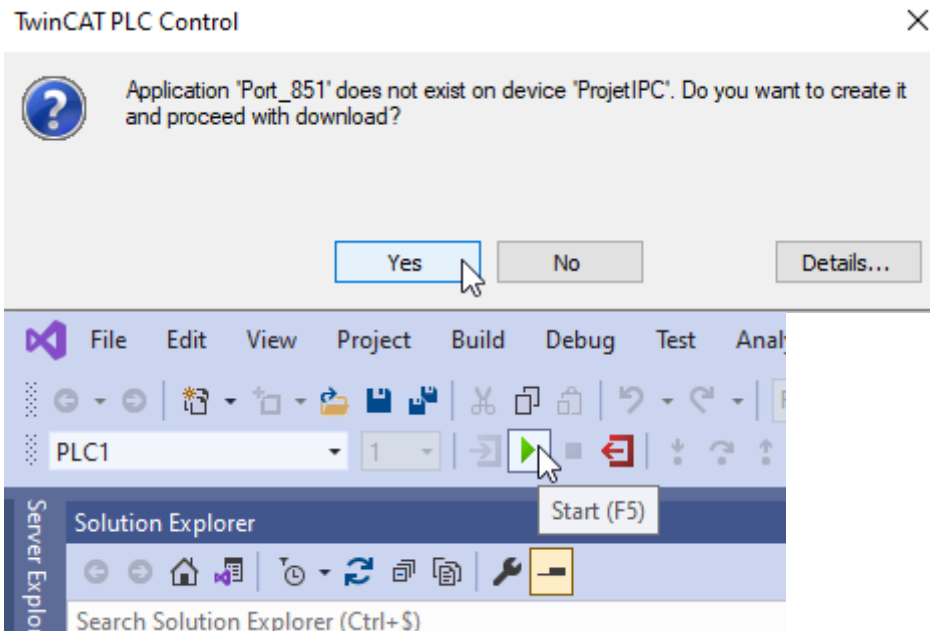 TwinCAT PLC Control
Application 'Port_851' does not exist on device 'ProjetIPC'. Do you want to create it
and proceed with download?
Yes No Details...
File Edit View Project Build Debug Test
PLC1 1
Start (F5)
Solution Explorer
Search Solution Explorer (Ctrl+$)
Server